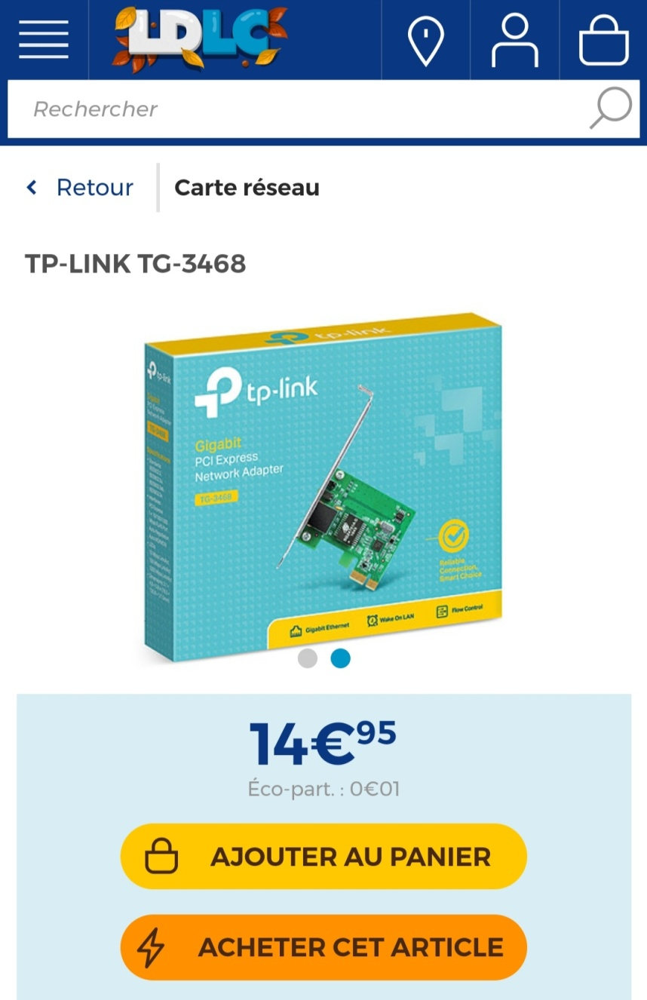 LDLC
Rechercher
Retour
Carte réseau
TP-LINK TG-3468
tp-link
tp-link
tp-link
Gigabit
PCI Express
Network Adapter
TG-3468
Reliable
Connection,
Smart Choice
Gigabit Ethernet
Wake On LAN
Flow Control
14€95
Éco-part. : 0€01
AJOUTER AU PANIER
ACHETER CET ARTICLE